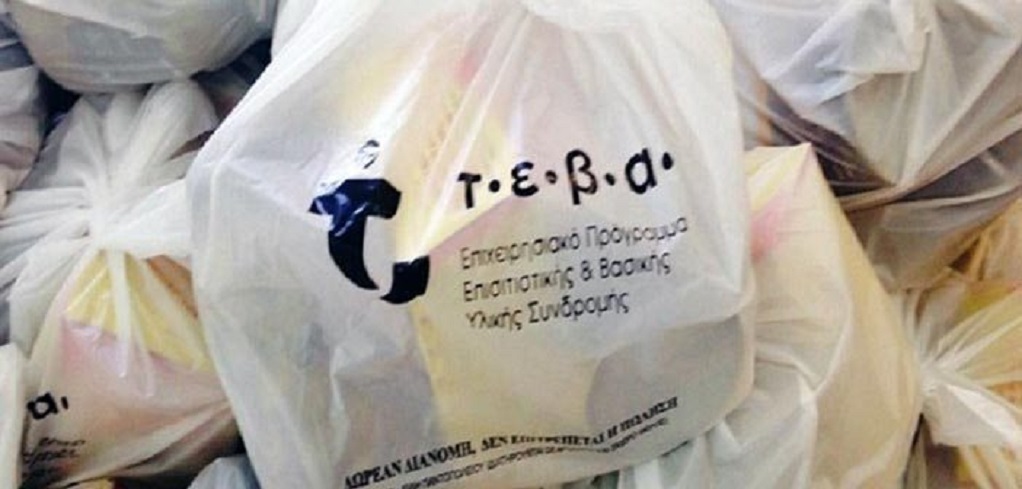 τ·ε·β·α·
Επιχειρησιακό Πρόγραμμα
Επισιτιστικής & Βασικής
Υλικής Συνδρομής
ΔΩΡΕΑΝ ΔΙΑΝΟΜΗ, ΔΕΝ ΕΠΙΤΡΕΠΕΤΑΙ Η ΠΩΛΗΣΗ
α.